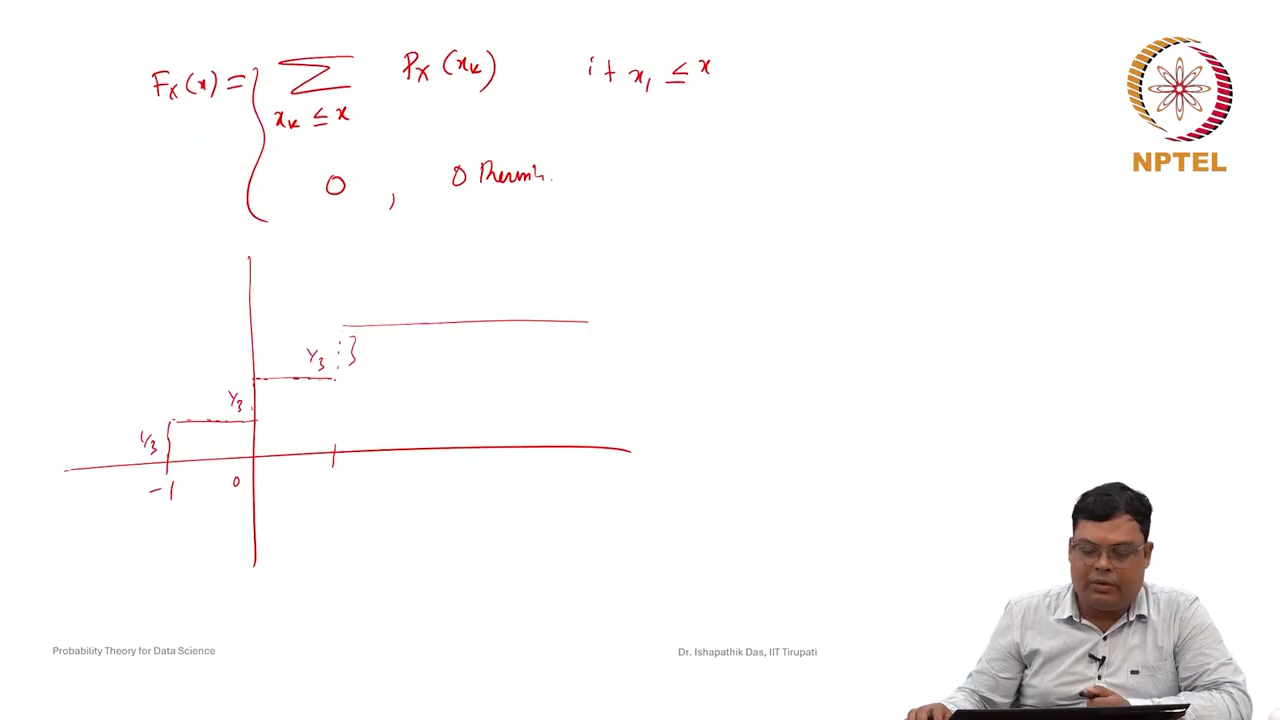 F_X(x) = { Σ_{x_k ≤ x} P_X(x_k) if x_1 ≤ x
0 , Otherwise.
NPTEL
1/3
1/3
1/3
-1 0
Probability Theory for Data Science
Dr. Ishapathik Das, IIT Tirupati